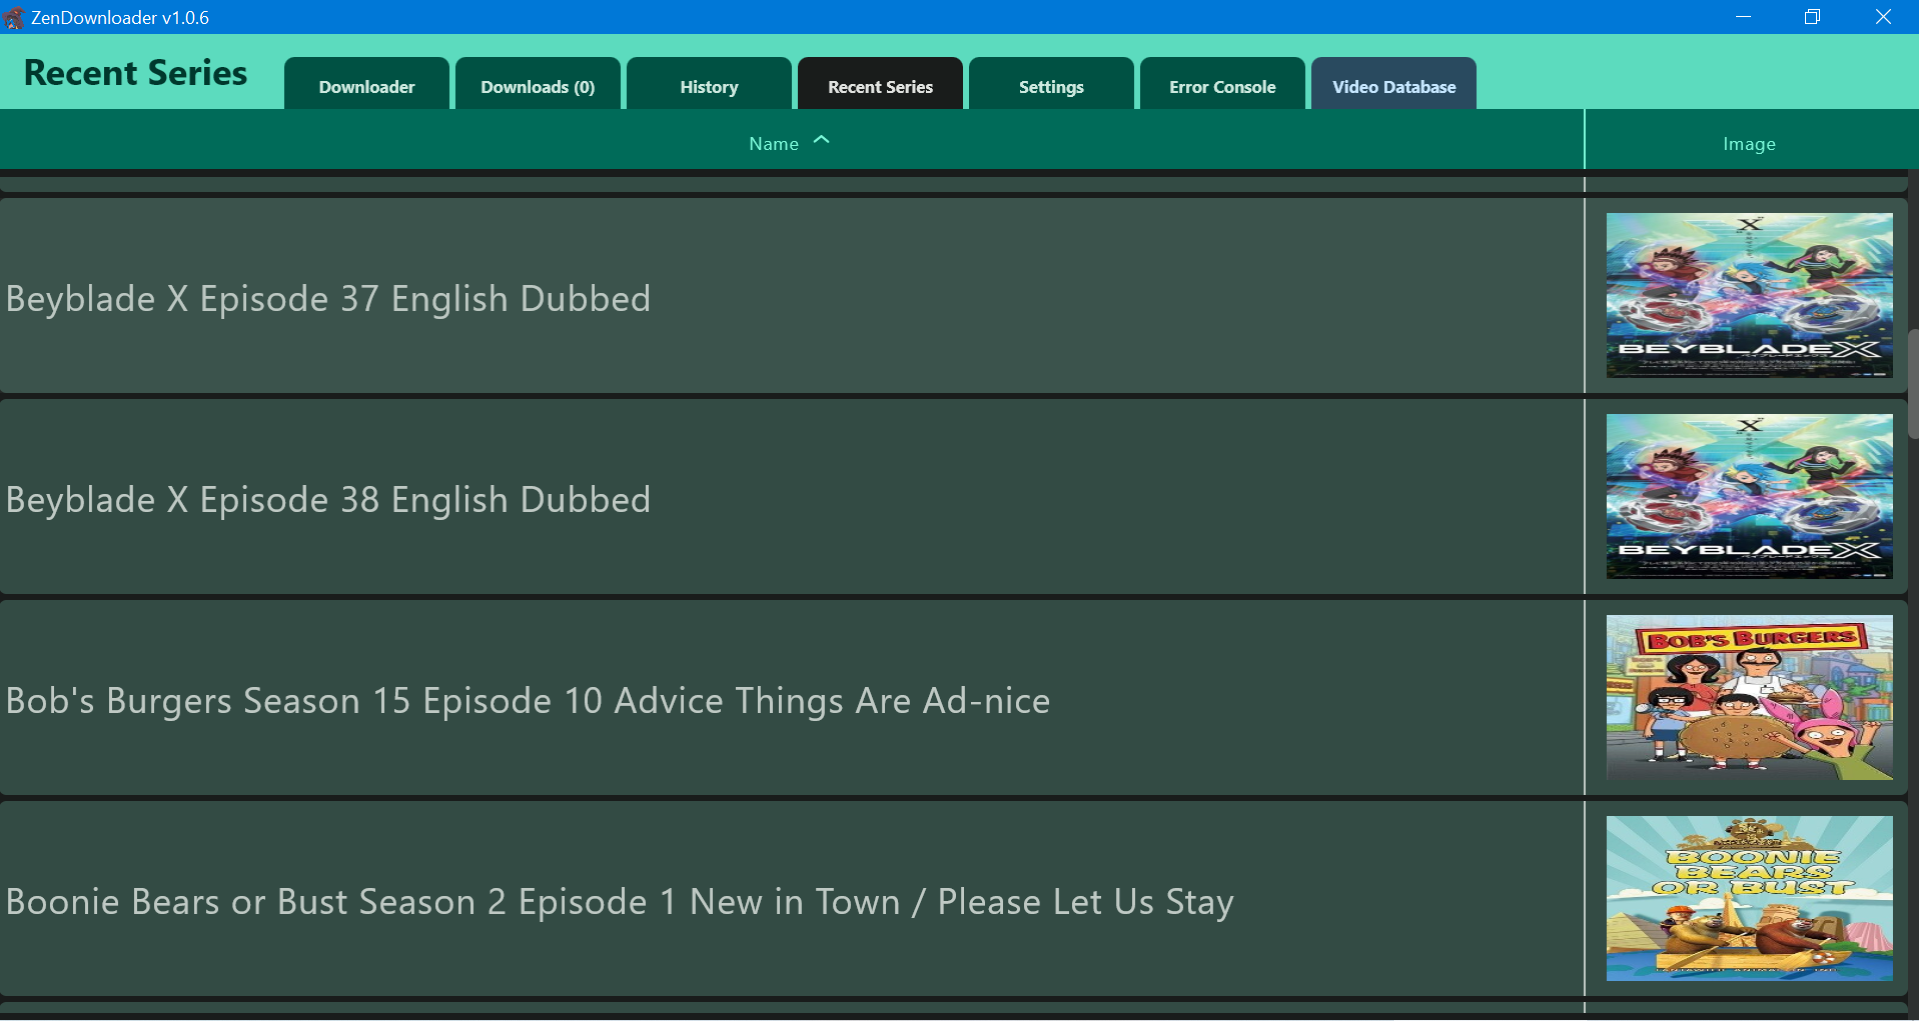 ZenDownloader v1.0.6
Recent Series
Downloader
Downloads (0)
History
Recent Series
Settings
Error Console
Video Database
Name
Image
Beyblade X Episode 37 English Dubbed
X
BEYBLADE X
Beyblade X Episode 38 English Dubbed
X
BEYBLADE X
Bob's Burgers Season 15 Episode 10 Advice Things Are Ad-nice
BOB'S BURGERS
Boonie Bears or Bust Season 2 Episode 1 New in Town / Please Let Us Stay
BOONIE
BEARS
OR BUST